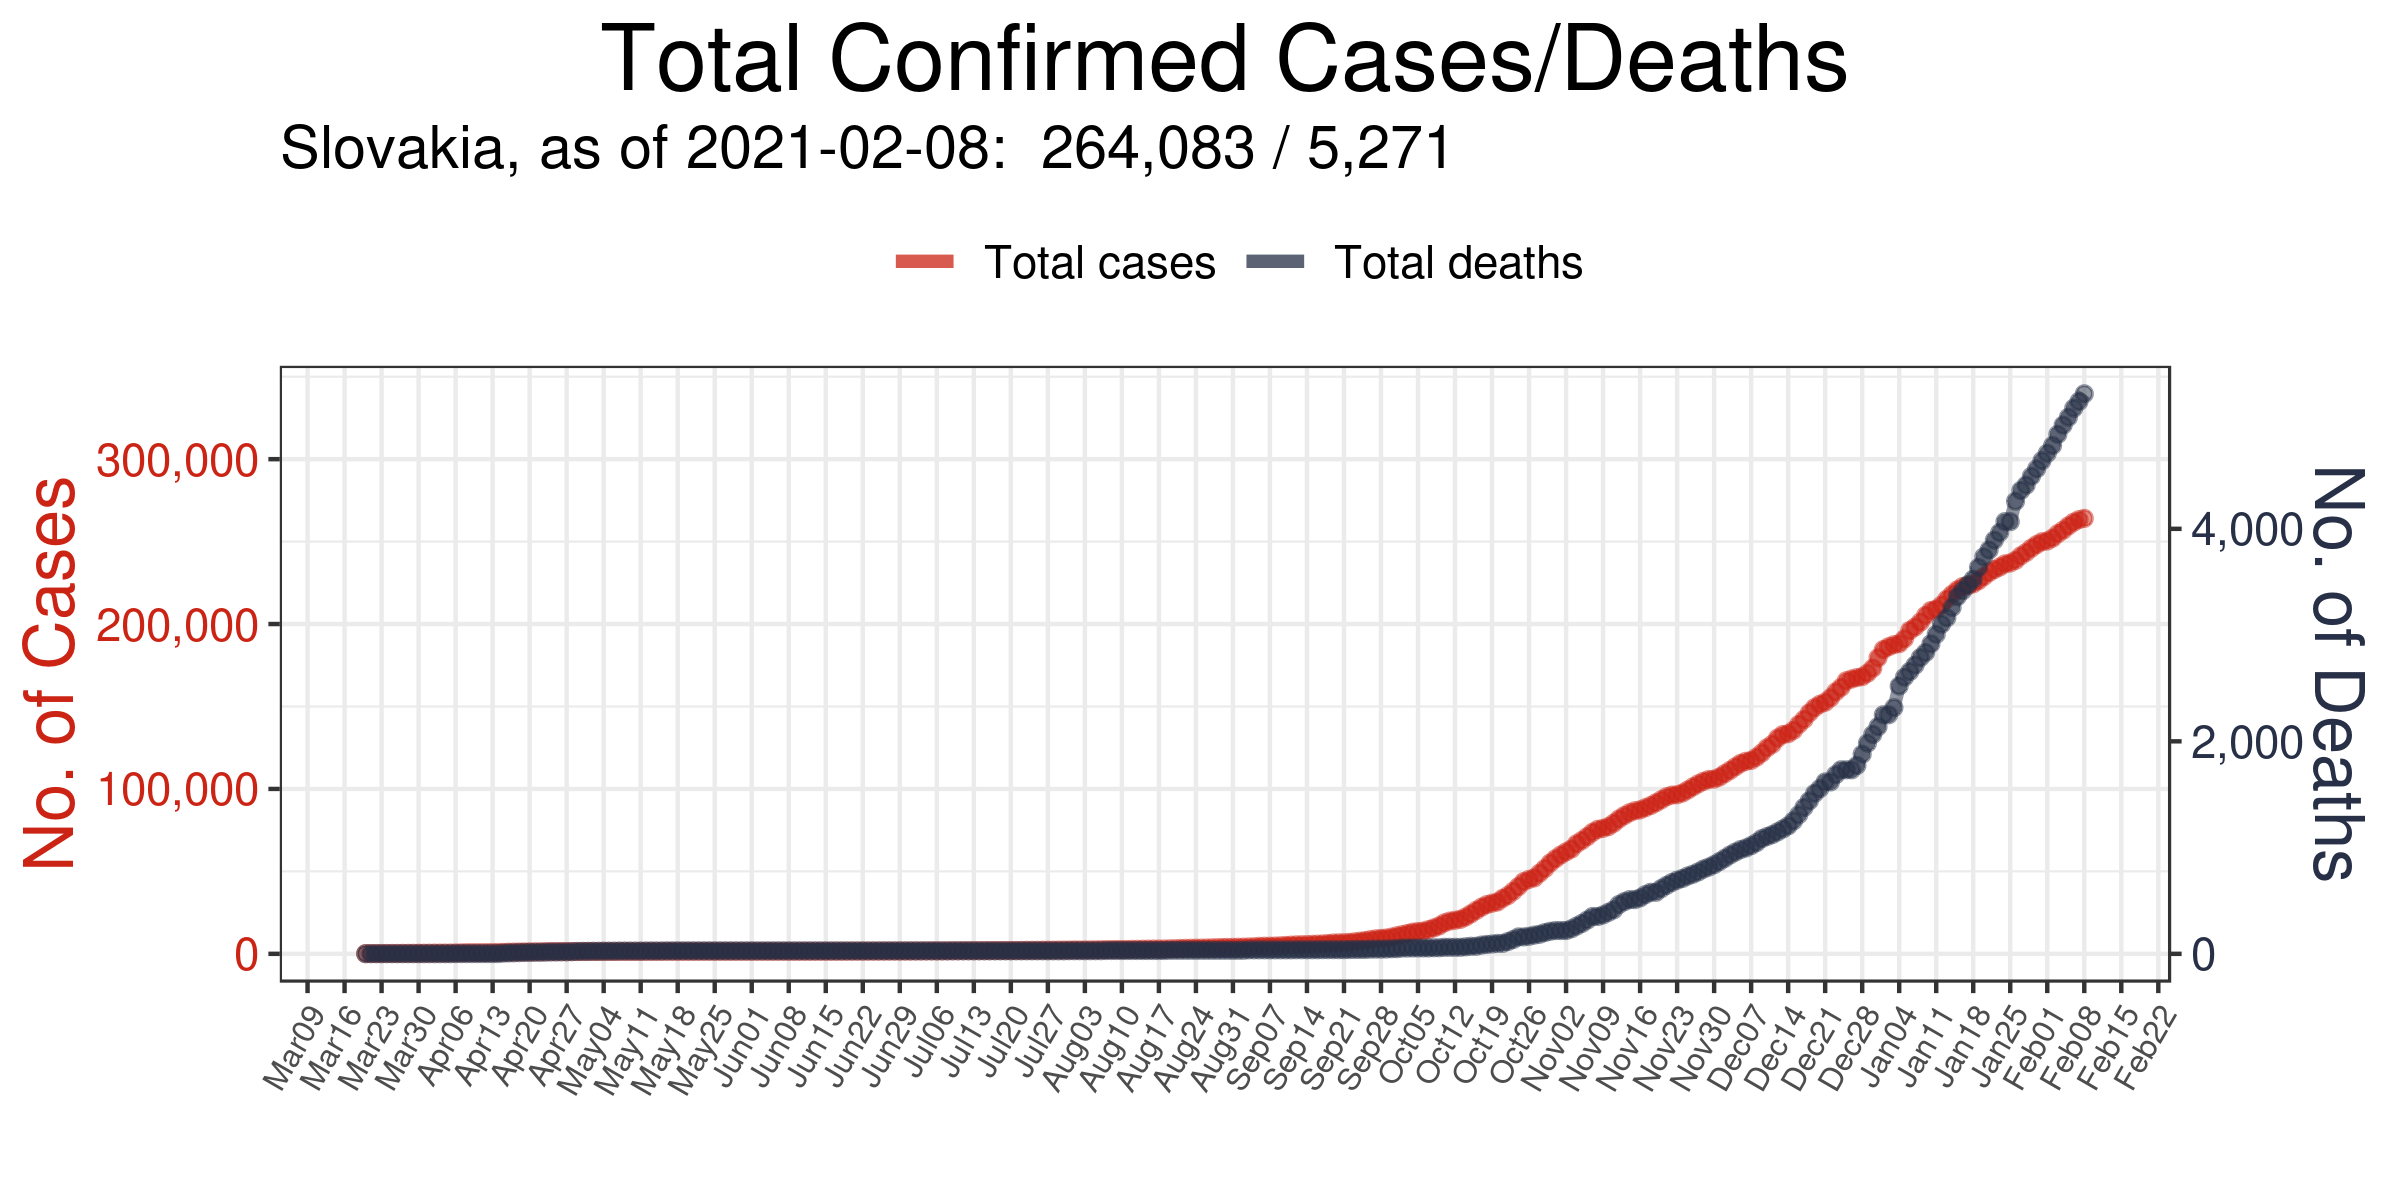 Total Confirmed Cases/Deaths
Slovakia, as of 2021-02-08:  264,083 / 5,271
Total cases
Total deaths
No. of Cases
300,000
200,000
100,000
0
4,000
2,000
0
No. of Deaths
Mar09
Mar16
Mar23
Mar30
Apr06
Apr13
Apr20
Apr27
May04
May11
May18
May25
Jun01
Jun08
Jun15
Jun22
Jun29
Jul06
Jul13
Jul20
Jul27
Aug03
Aug10
Aug17
Aug24
Aug31
Sep07
Sep14
Sep21
Sep28
Oct05
Oct12
Oct19
Oct26
Nov02
Nov09
Nov16
Nov23
Nov30
Dec07
Dec14
Dec21
Dec28
Jan04
Jan11
Jan18
Jan25
Feb01
Feb08
Feb15
Feb22